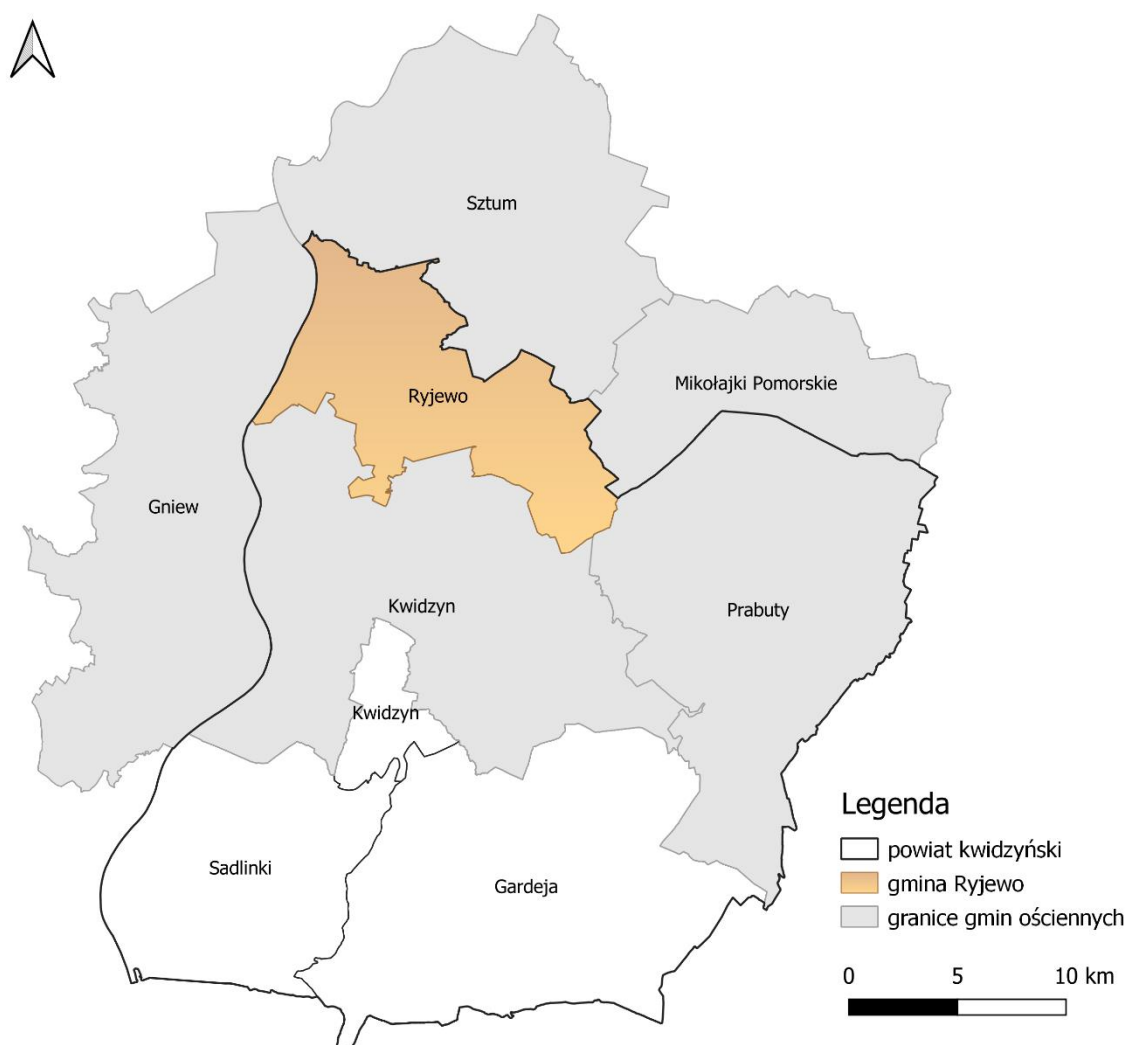 Sztum
Mikołajki Pomorskie
Ryjewo
Gniew
Kwidzyn
Prabuty
Kwidzyn
Sadlinki
Gardeja
Legenda
powiat kwidzyński
gmina Ryjewo
granice gmin ościennych
0 5 10 km